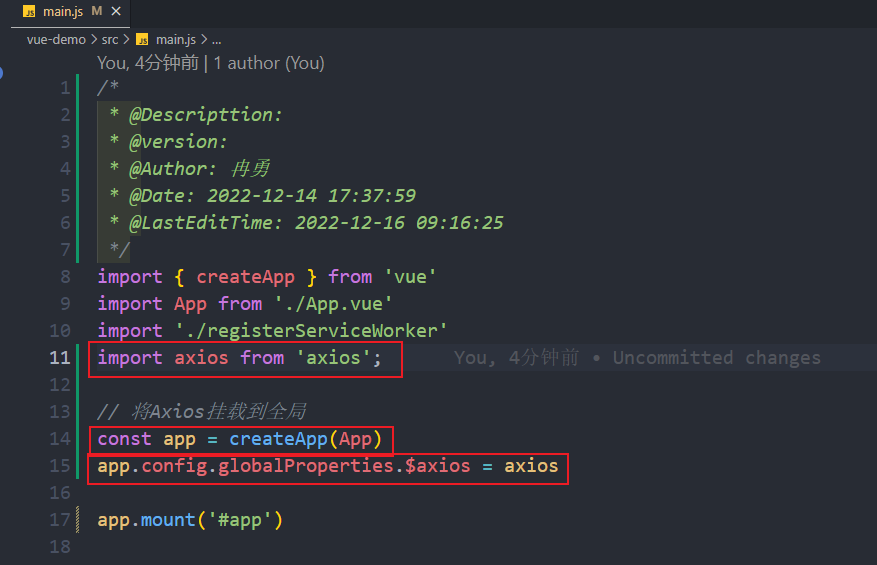 JS main.js M ×
vue-demo > src > JS main.js > ...
You, 4分钟前 | 1 author (You)
1 /*
2 * @Descripttion:
3 * @version:
4 * @Author: 冉勇
5 * @Date: 2022-12-14 17:37:59
6 * @LastEditTime: 2022-12-16 09:16:25
7 */
8 import { createApp } from 'vue'
9 import App from './App.vue'
10 import './registerServiceWorker'
11 import axios from 'axios'; You, 4分钟前 • Uncommitted changes
12
13 // 将Axios挂载到全局
14 const app = createApp(App)
15 app.config.globalProperties.$axios = axios
16
17 app.mount('#app')
18